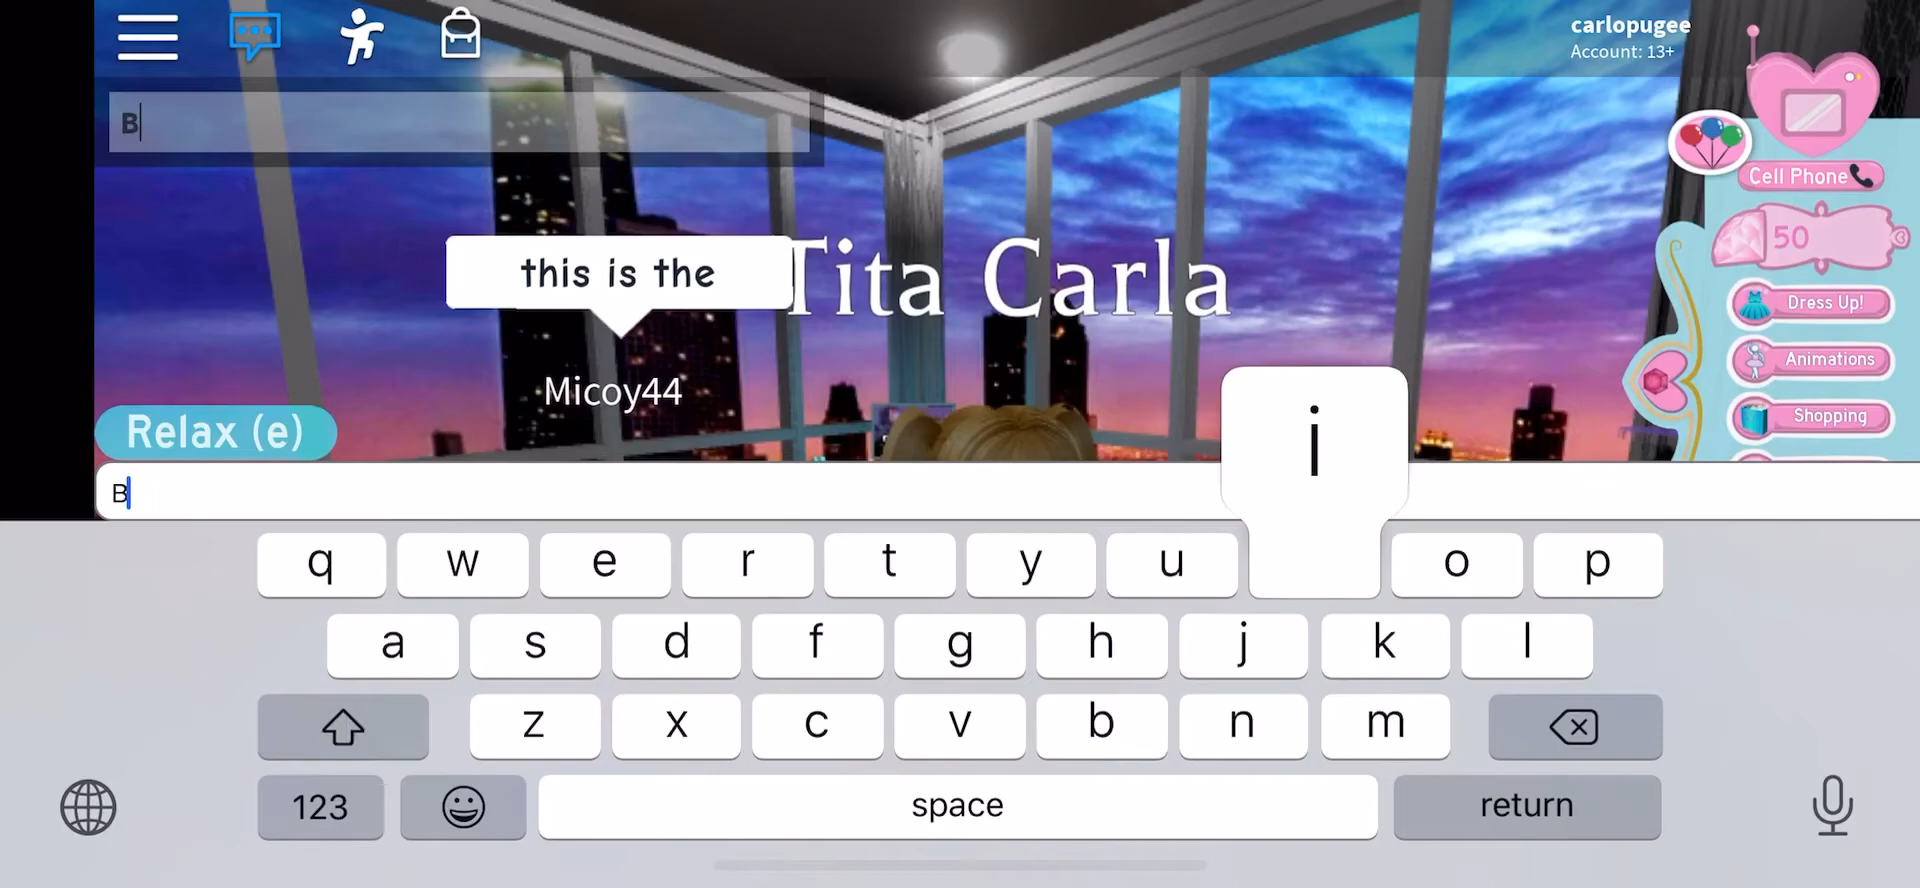 carlopugee
Account: 13+
B
Cell Phone
50
this is the
Tita Carla
Dress Up!
Micoy44
Animations
Shopping
Relax (e)
B
i
q w e r t y u o p
a s d f g h j k l
z x c v b n m
123 space return